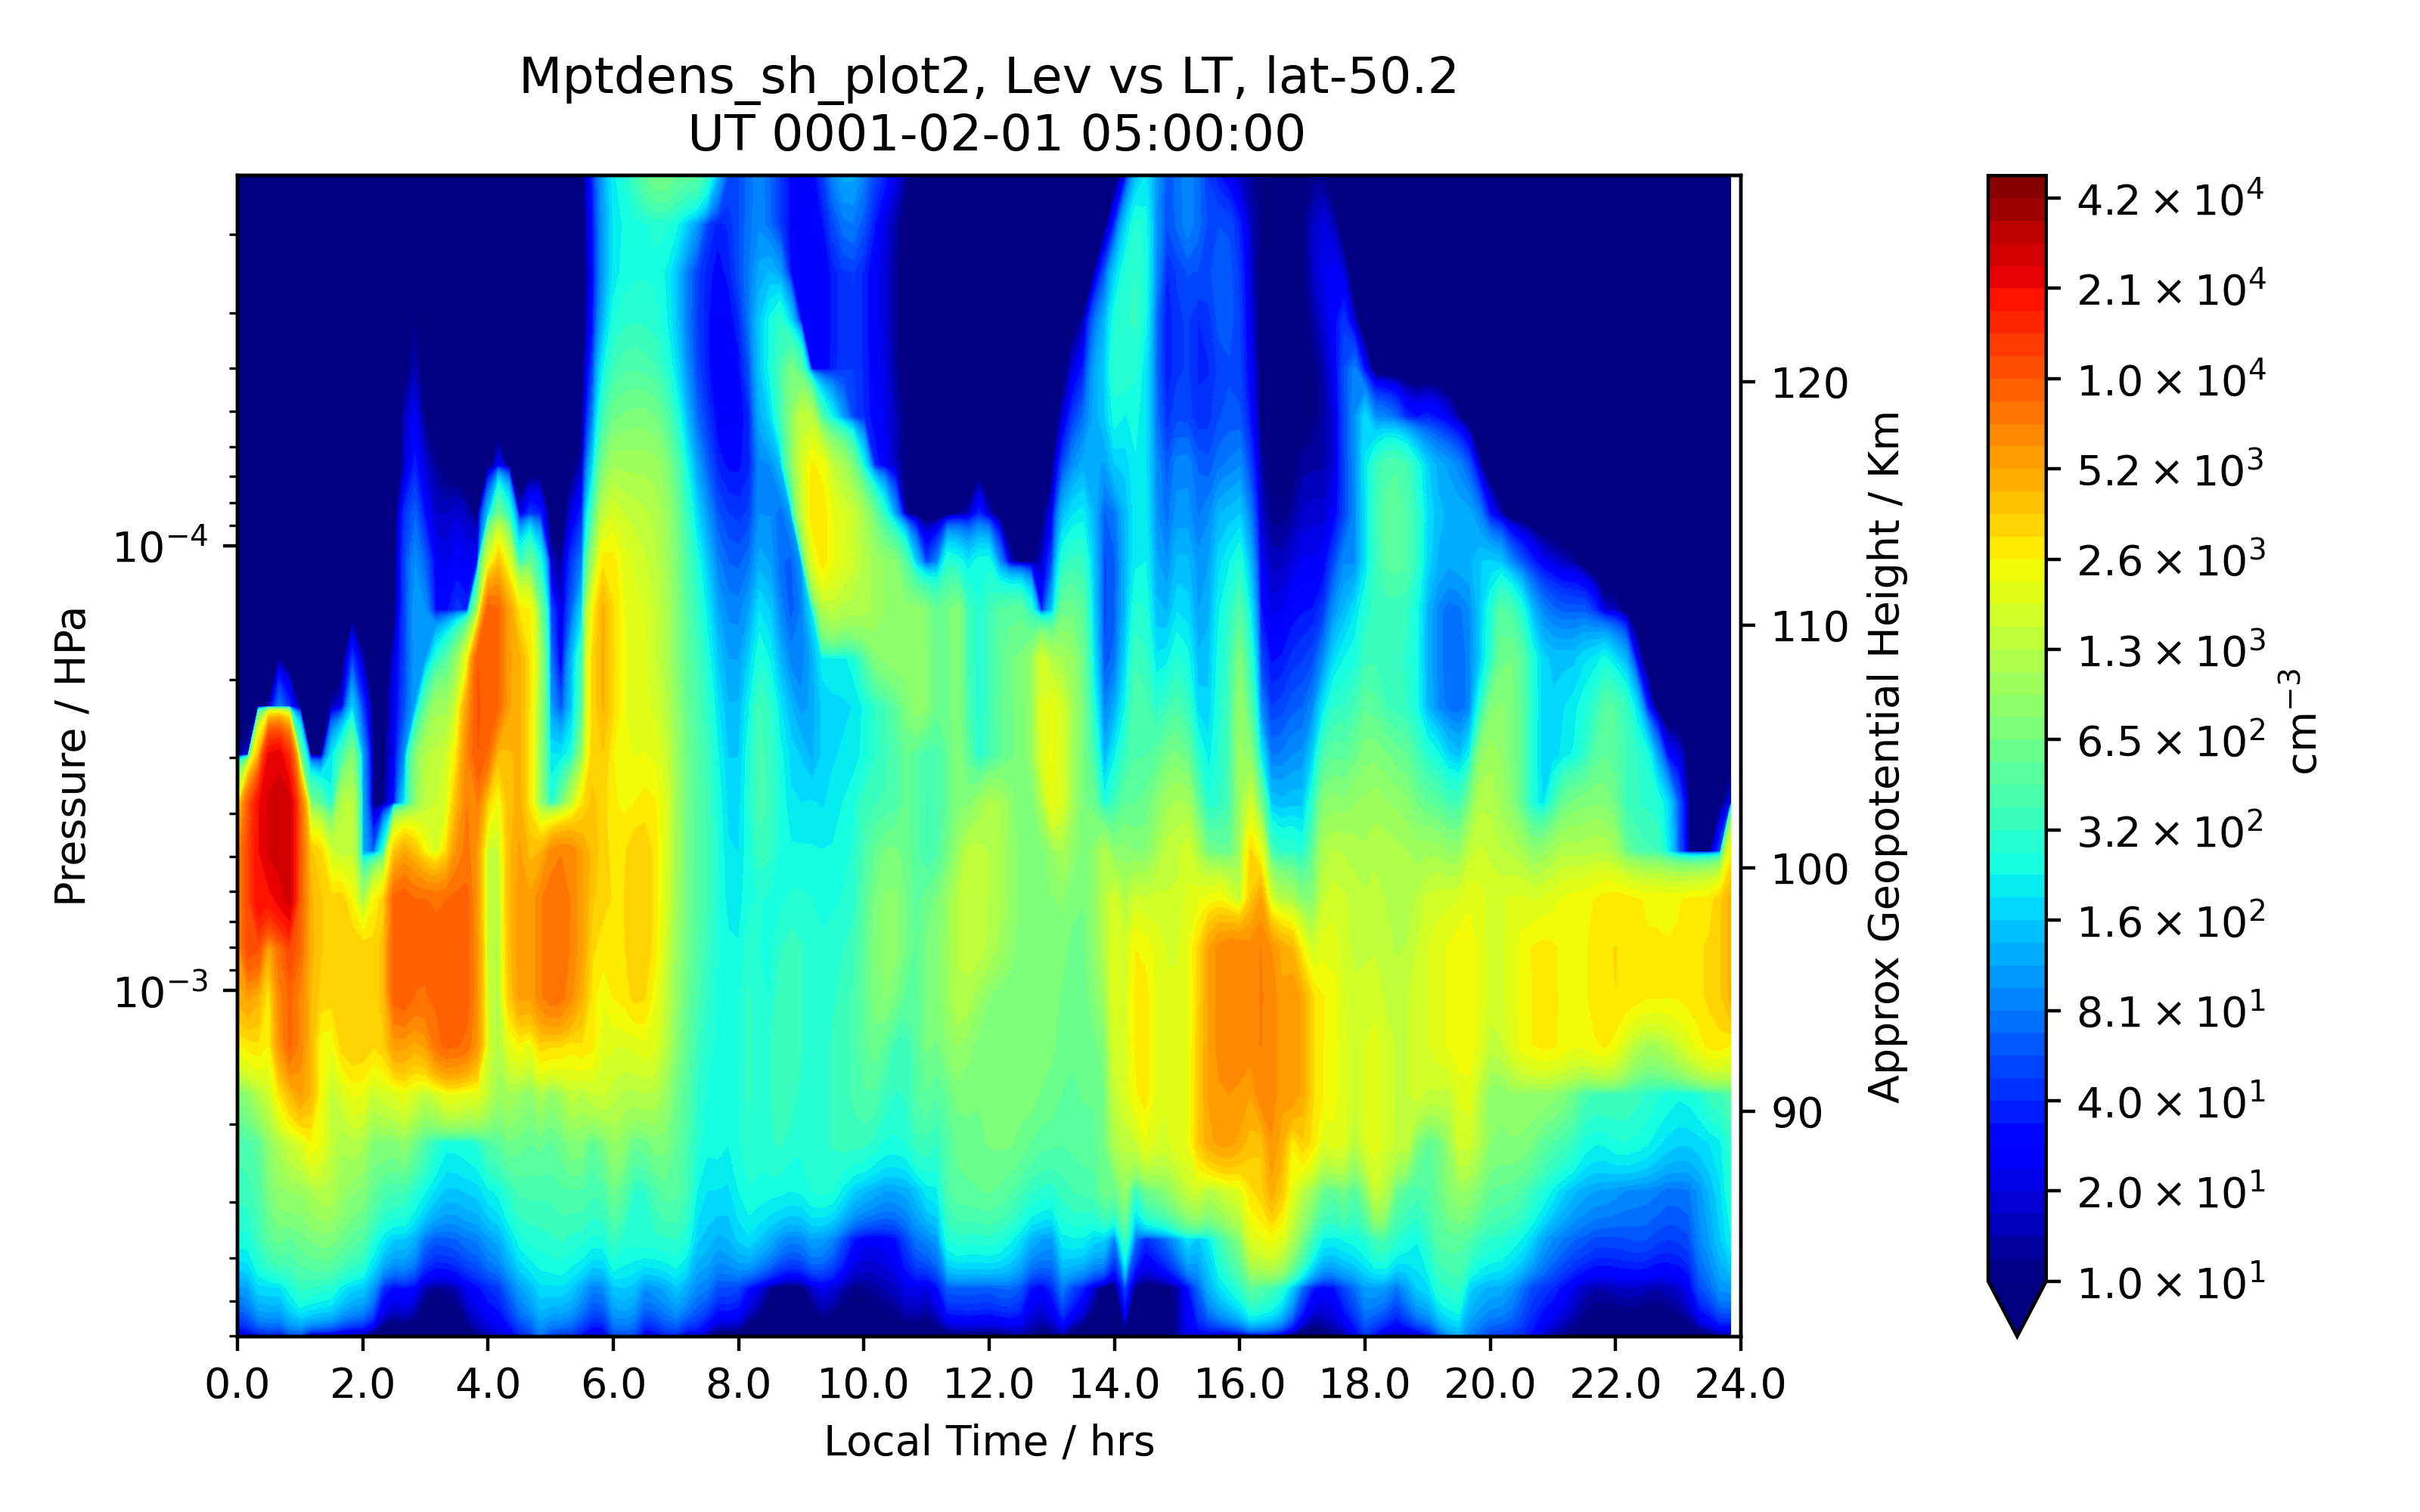 Mptdens_sh_plot2, Lev vs LT, lat-50.2
UT 0001-02-01 05:00:00
Pressure / HPa
10⁻⁴
10⁻³
0.0 2.0 4.0 6.0 8.0 10.0 12.0 14.0 16.0 18.0 20.0 22.0 24.0
Local Time / hrs
120
110
100
90
Approx Geopotential Height / Km
4.2 × 10⁴
2.1 × 10⁴
1.0 × 10⁴
5.2 × 10³
2.6 × 10³
1.3 × 10³
6.5 × 10²
3.2 × 10²
1.6 × 10²
8.1 × 10¹
4.0 × 10¹
2.0 × 10¹
1.0 × 10¹
cm⁻³